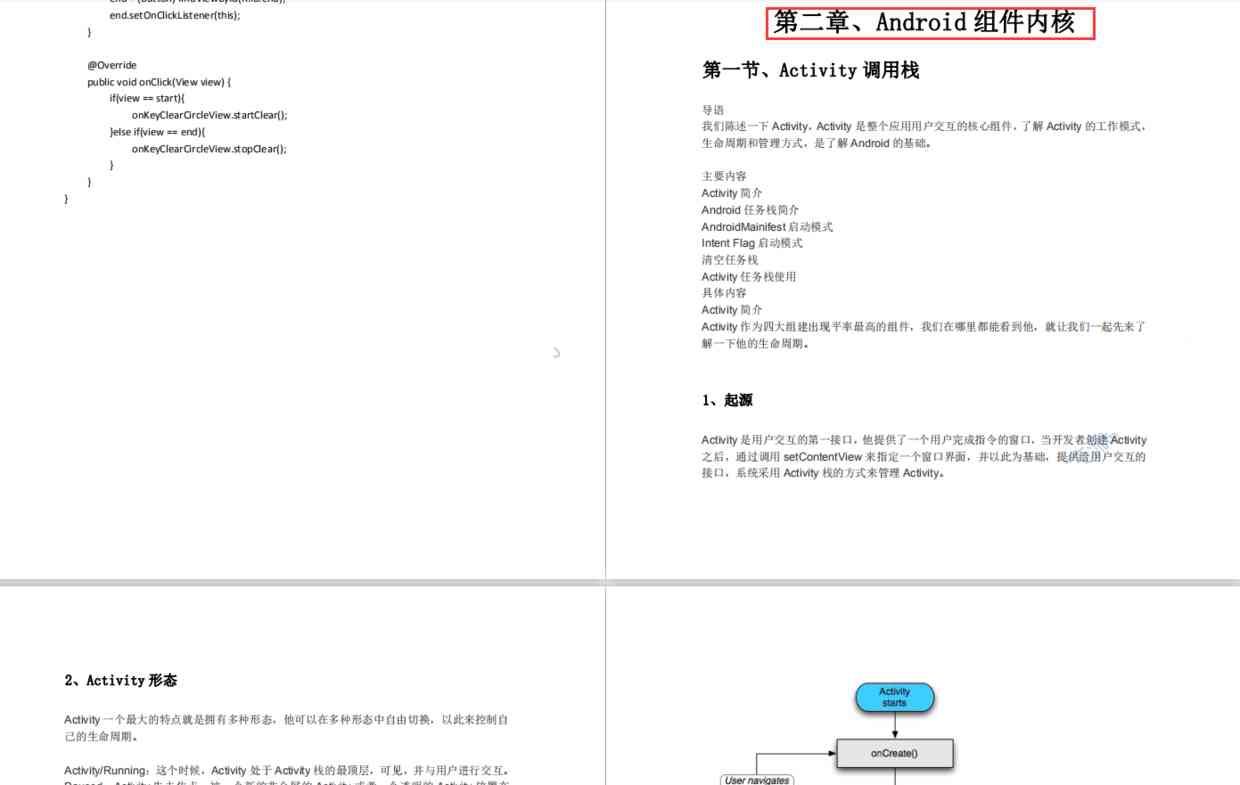 end.setOnClickListener(this);
}
@Override
public void onClick(View view) {
if(view == start){
onKeyClearCircleView.startClear();
}else if(view == end){
onKeyClearCircleView.stopClear();
}
}
}
第二章、Android 组件内核
第一节、Activity 调用栈
导语
我们陈述一下 Activity，Activity 是整个应用用户交互的核心组件，了解 Activity 的工作模式，
生命周期和管理方式，是了解 Android 的基础。
主要内容
Activity 简介
Android 任务栈简介
AndroidMainifest 启动模式
Intent Flag 启动模式
清空任务栈
Activity 任务栈使用
具体内容
Activity 简介
Activity 作为四大组建出现平率最高的组件，我们在哪里都能看到他，就让我们一起先来了
解一下他的生命周期。
1、起源
Activity 是用户交互的第一接口，他提供了一个用户完成指令的窗口，当开发者创建 Activity
之后，通过调用 setContentView 来指定一个窗口界面，并以此为基础，提供给用户交互的
接口，系统采用 Activity 栈的方式来管理 Activity。
2、Activity 形态
Activity 一个最大的特点就是拥有多种形态，他可以在多种形态中自由切换，以此来控制自
己的生命周期。
Activity/Running：这个时候，Activity 处于 Activity 栈的最顶层，可见，并与用户进行交互。
Activity
starts
onCreate()
User navigates